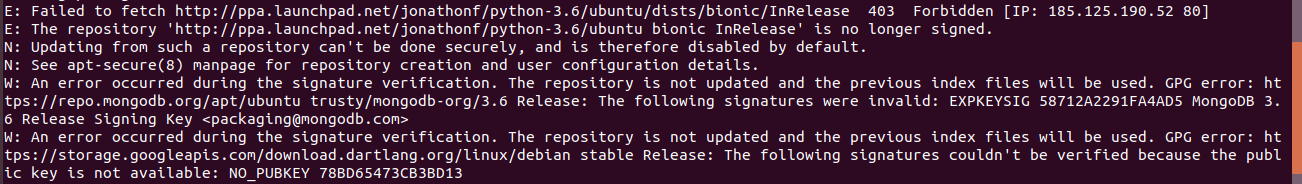 E: Failed to fetch http://ppa.launchpad.net/jonathonf/python-3.6/ubuntu/dists/bionic/InRelease  403  Forbidden [IP: 185.125.190.52 80]
E: The repository 'http://ppa.launchpad.net/jonathonf/python-3.6/ubuntu bionic InRelease' is no longer signed.
N: Updating from such a repository can't be done securely, and is therefore disabled by default.
N: See apt-secure(8) manpage for repository creation and user configuration details.
W: An error occurred during the signature verification. The repository is not updated and the previous index files will be used. GPG error: ht
tps://repo.mongodb.org/apt/ubuntu trusty/mongodb-org/3.6 Release: The following signatures were invalid: EXPKEYSIG 58712A2291FA4AD5 MongoDB 3.
6 Release Signing Key <packaging@mongodb.com>
W: An error occurred during the signature verification. The repository is not updated and the previous index files will be used. GPG error: ht
tps://storage.googleapis.com/download.dartlang.org/linux/debian stable Release: The following signatures couldn't be verified because the publ
ic key is not available: NO_PUBKEY 78BD65473CB3BD13